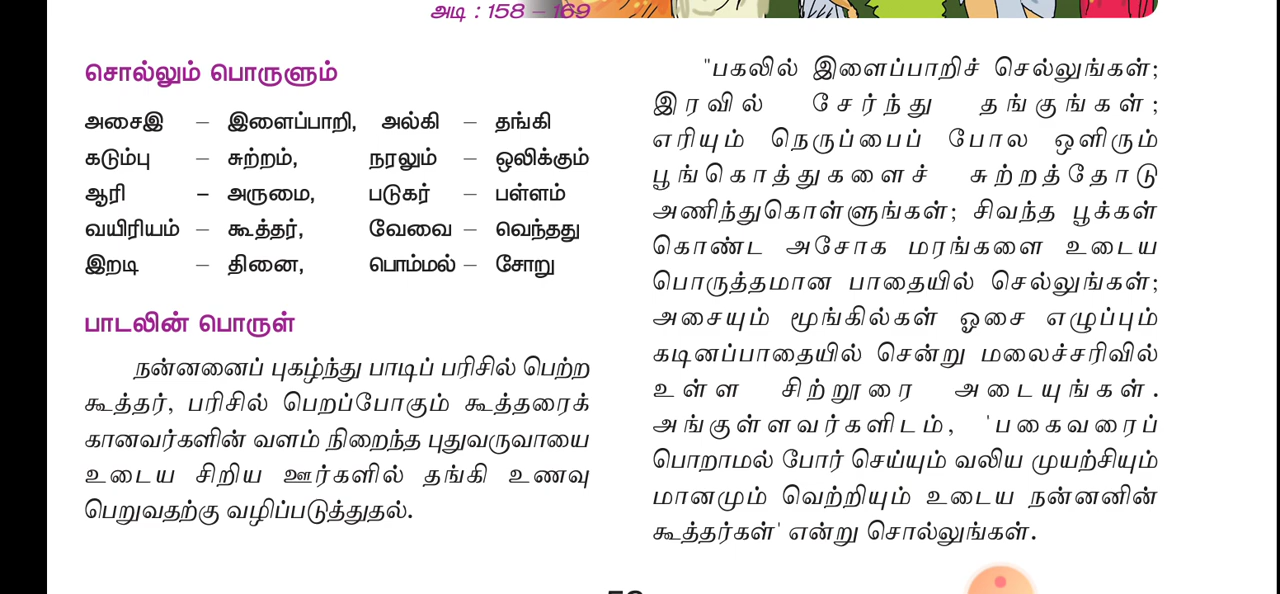 அடி : 158 – 169
சொல்லும் பொருளும்
அசைஇ – இளைப்பாறி, அல்கி – தங்கி
கடும்பு – சுற்றம், நரலும் – ஒலிக்கும்
ஆரி – அருமை, படுகர் – பள்ளம்
வயிரியம் – கூத்தர், வேவை – வெந்தது
இறடி – தினை, பொம்மல் – சோறு
பாடலின் பொருள்
நன்னனைப் புகழ்ந்து பாடிப் பரிசில் பெற்ற
கூத்தர், பரிசில் பெறப்போகும் கூத்தரைக்
கானவர்களின் வளம் நிறைந்த புதுவருவாயை
உடைய சிறிய ஊர்களில் தங்கி உணவு
பெறுவதற்கு வழிப்படுத்துதல்.
"பகலில் இளைப்பாறிச் செல்லுங்கள்;
இரவில் சேர்ந்து தங்குங்கள்;
எரியும் நெருப்பைப் போல ஒளிரும்
பூங்கொத்துகளைச் சுற்றத்தோடு
அணிந்துகொள்ளுங்கள்; சிவந்த பூக்கள்
கொண்ட அசோக மரங்களை உடைய
பொருத்தமான பாதையில் செல்லுங்கள்;
அசையும் மூங்கில்கள் ஓசை எழுப்பும்
கடினப்பாதையில் சென்று மலைச்சரிவில்
உள்ள சிற்றூரை அடையுங்கள்.
அங்குள்ளவர்களிடம், 'பகைவரைப்
பொறாமல் போர் செய்யும் வலிய முயற்சியும்
மானமும் வெற்றியும் உடைய நன்னனின்
கூத்தர்கள்' என்று சொல்லுங்கள்.